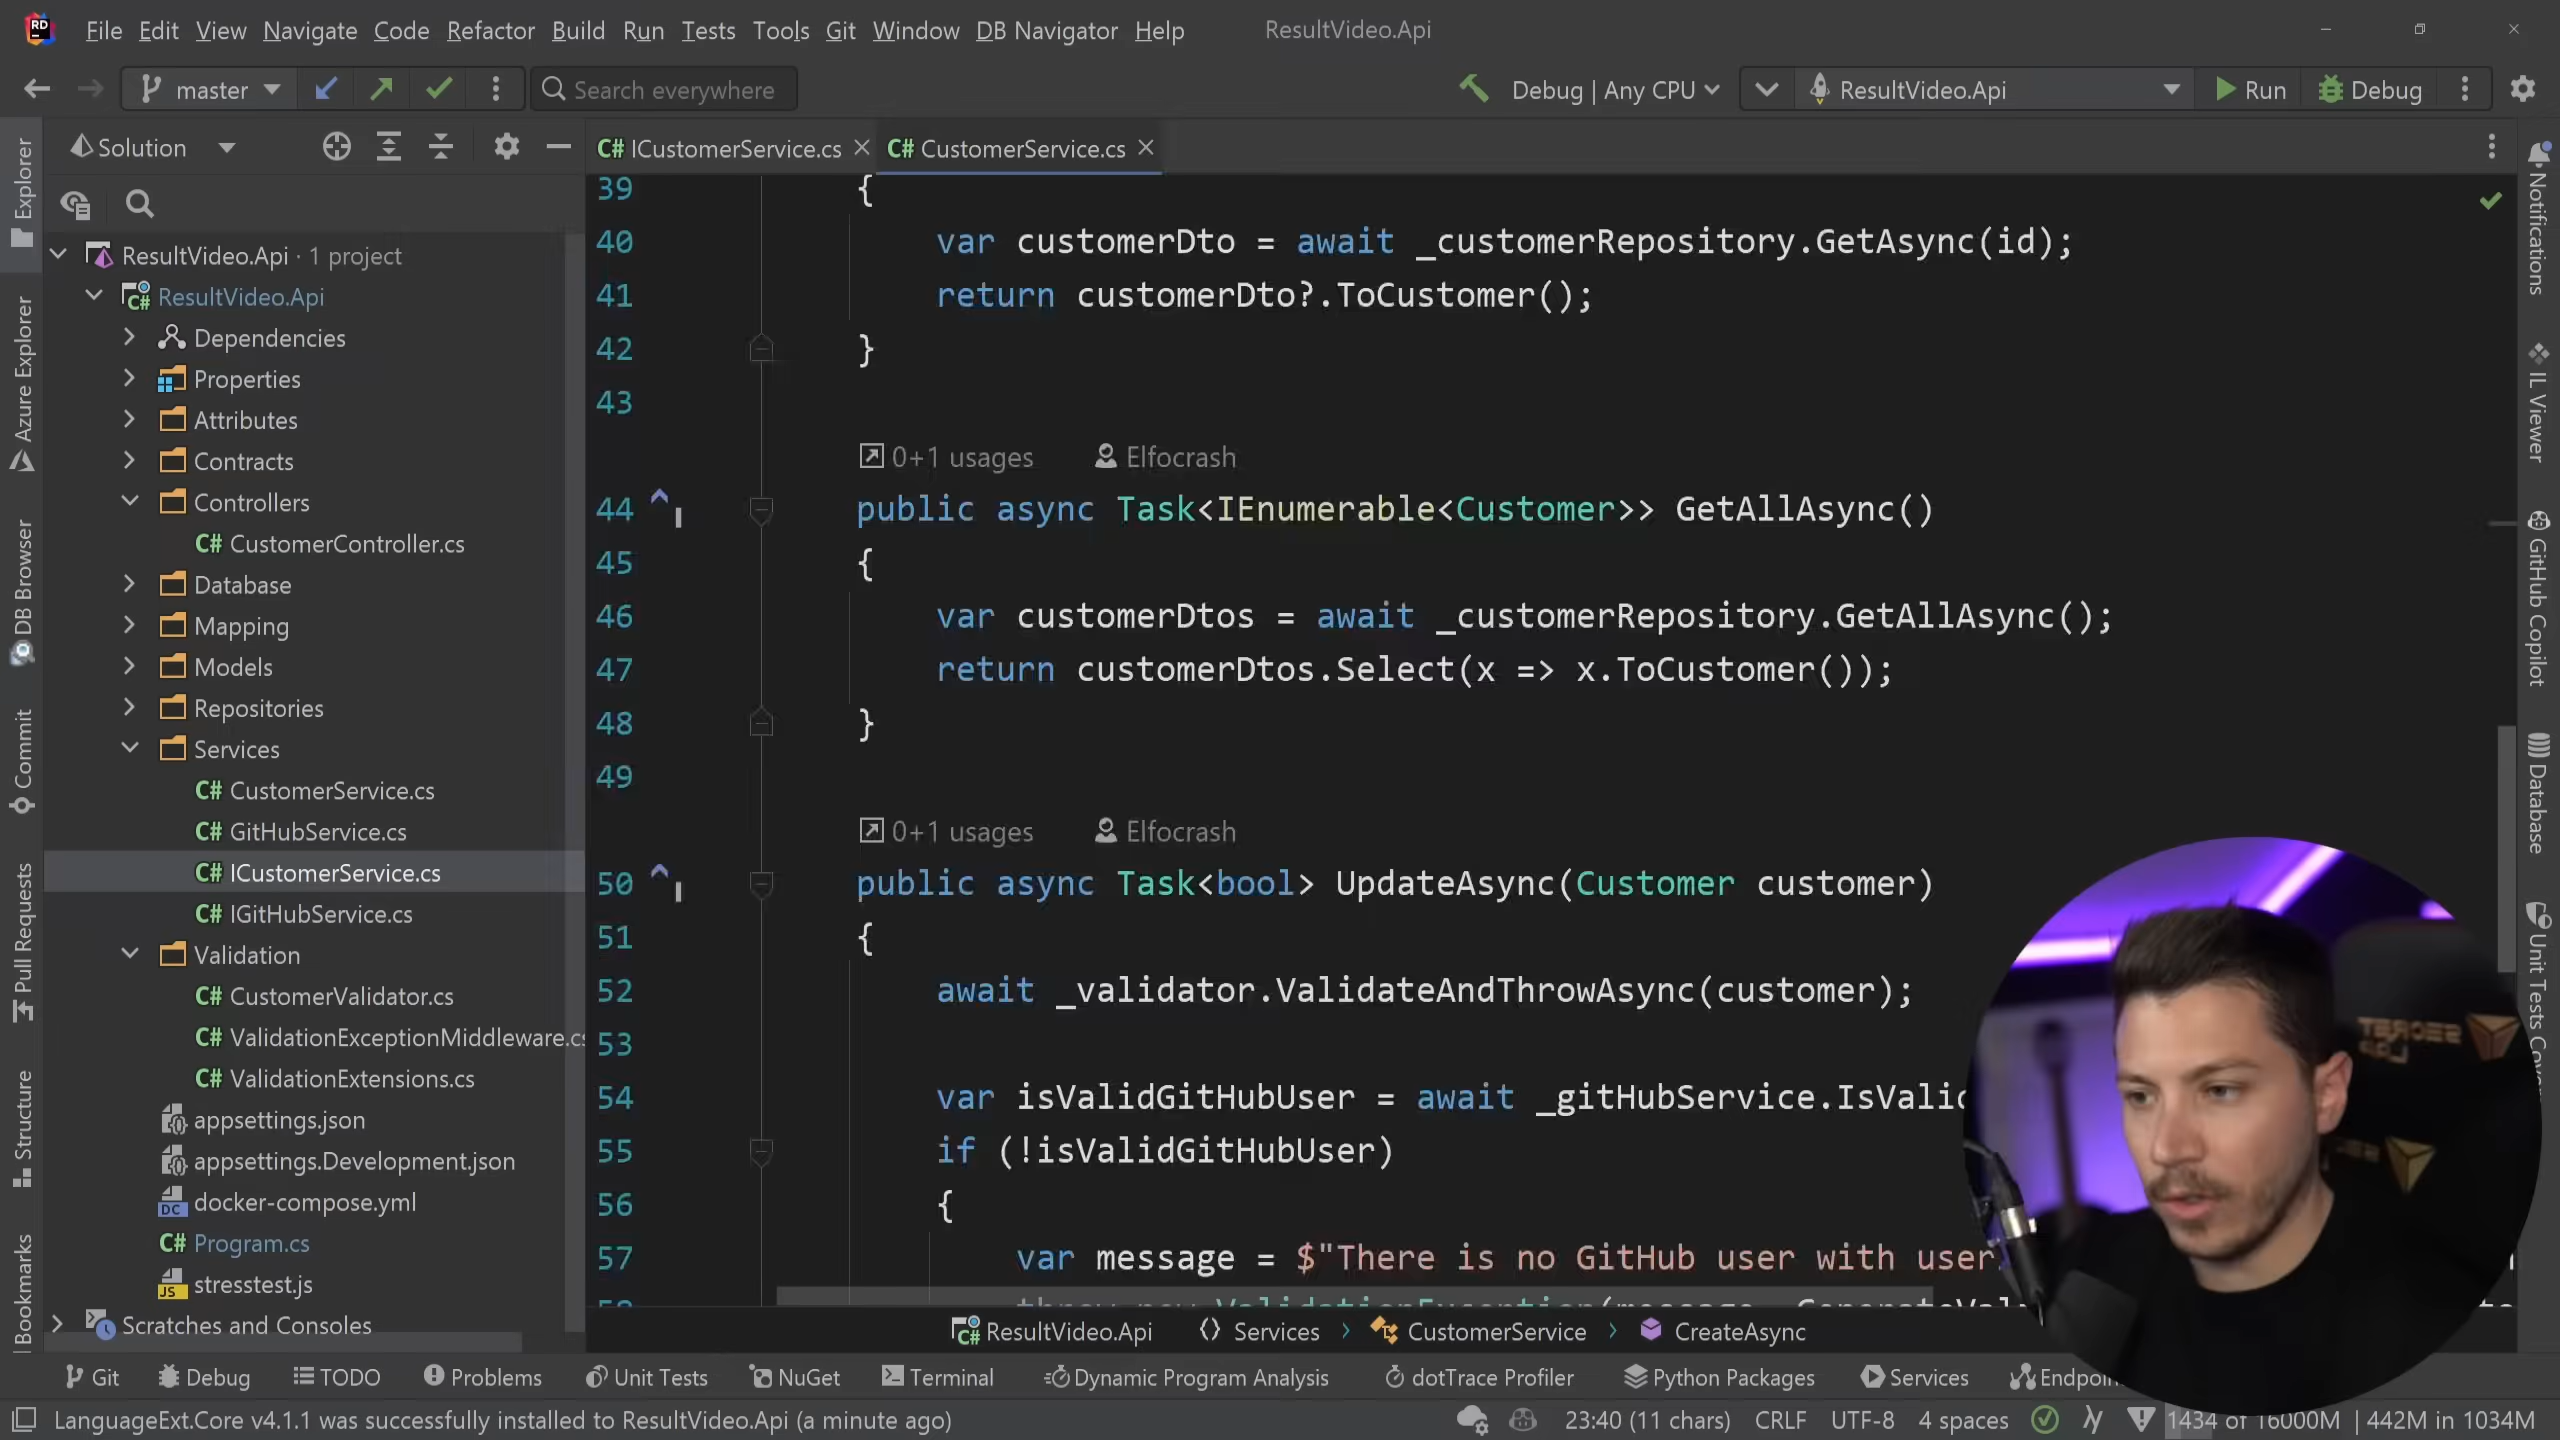 File Edit View Navigate Code Refactor Build Run Tests Tools Git Window DB Navigator Help ResultVideo.Api
master Search everywhere Debug | Any CPU ResultVideo.Api Run Debug
Solution
C# ICustomerService.cs C# CustomerService.cs
ResultVideo.Api · 1 project
C# ResultVideo.Api
Dependencies
Properties
Attributes
Contracts
Controllers
C# CustomerController.cs
Database
Mapping
Models
Repositories
Services
C# CustomerService.cs
C# GitHubService.cs
C# ICustomerService.cs
C# IGitHubService.cs
Validation
C# CustomerValidator.cs
C# ValidationExceptionMiddleware.cs
C# ValidationExtensions.cs
appsettings.json
appsettings.Development.json
DC docker-compose.yml
C# Program.cs
JS stresstest.js
Scratches and Consoles
Explorer
Azure Explorer
DB Browser
Commit
Pull Requests
Structure
Bookmarks
39 {
40 var customerDto = await _customerRepository.GetAsync(id);
41 return customerDto?.ToCustomer();
42 }
43
0+1 usages Elfocrash
44 public async Task<IEnumerable<Customer>> GetAllAsync()
45 {
46 var customerDtos = await _customerRepository.GetAllAsync();
47 return customerDtos.Select(x => x.ToCustomer());
48 }
49
0+1 usages Elfocrash
50 public async Task<bool> UpdateAsync(Customer customer)
51 {
52 await _validator.ValidateAndThrowAsync(customer);
53
54 var isValidGitHubUser = await _gitHubService.IsValid
55 if (!isValidGitHubUser)
56 {
57 var message = $"There is no GitHub user with user
Notifications
IL Viewer
GitHub Copilot
Database
Unit Tests
ResultVideo.Api Services CustomerService CreateAsync
Git Debug TODO Problems Unit Tests NuGet Terminal Dynamic Program Analysis dotTrace Profiler Python Packages Services
LanguageExt.Core v4.1.1 was successfully installed to ResultVideo.Api (a minute ago) 23:40 (11 chars) CRLF UTF-8 4 spaces 1434 of 16000M | 442M in 1034M